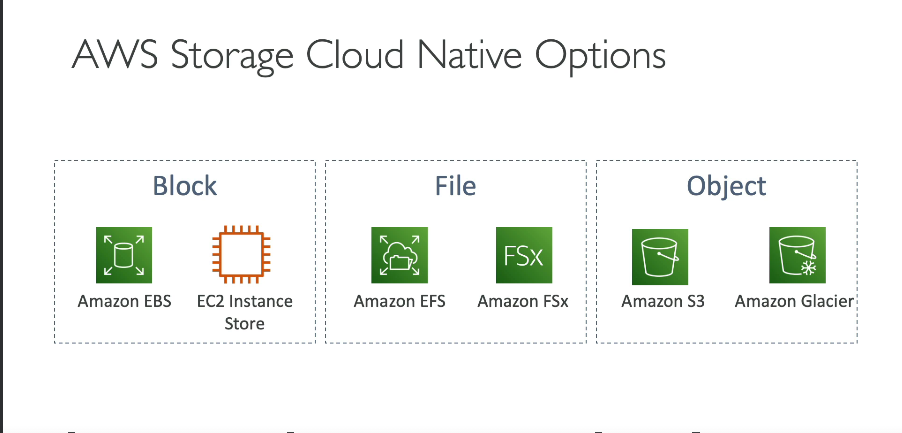 AWS Storage Cloud Native Options
Block
Amazon EBS
EC2 Instance
Store
File
Amazon EFS
FSx
Amazon FSx
Object
Amazon S3
Amazon Glacier